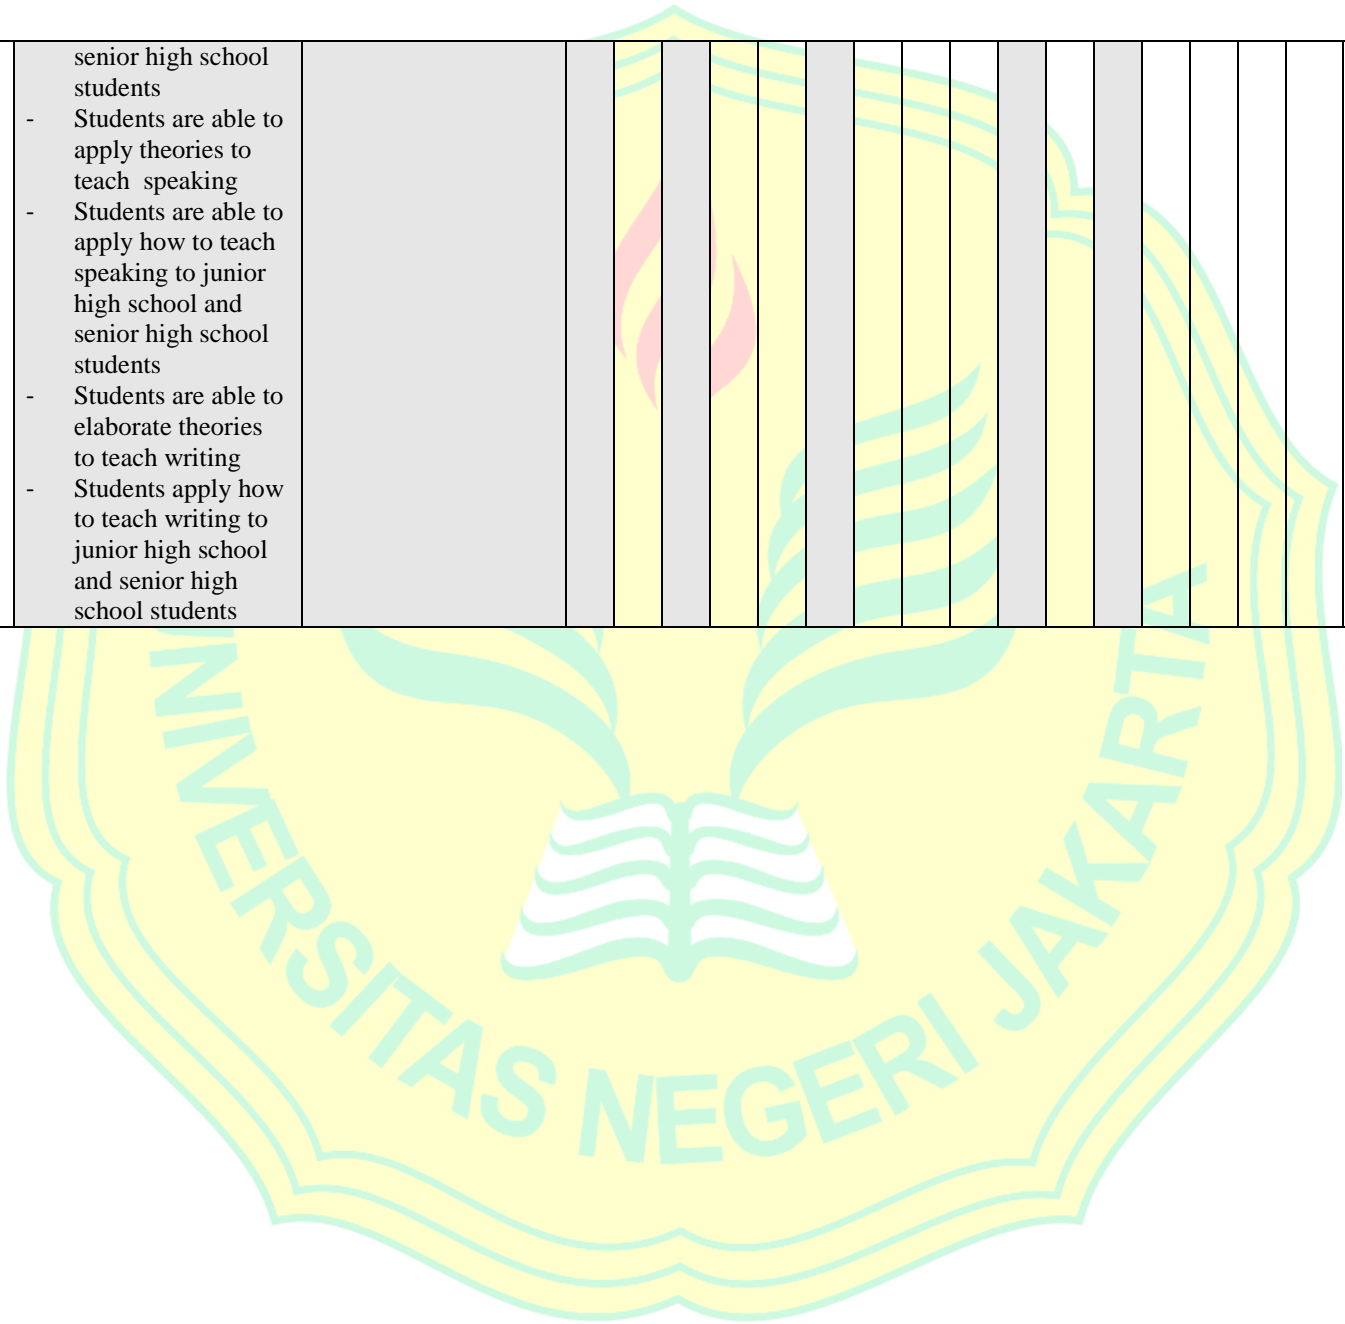 senior high school
students
- Students are able to
apply theories to
teach speaking
- Students are able to
apply how to teach
speaking to junior
high school and
senior high school
students
- Students are able to
elaborate theories
to teach writing
- Students apply how
to teach writing to
junior high school
and senior high
school students
UNIVERSITAS NEGERI JAKARTA